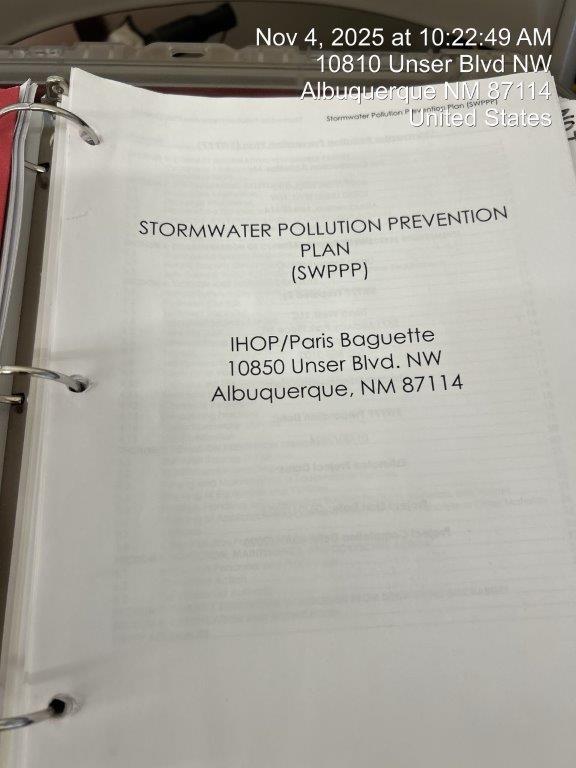 Nov 4, 2025 at 10:22:49 AM
10810 Unser Blvd NW
Albuquerque NM 87114
United States
Stormwater Pollution Prevention Plan (SWPPP)
STORMWATER POLLUTION PREVENTION
PLAN
(SWPPP)
IHOP/Paris Baguette
10850 Unser Blvd. NW
Albuquerque, NM 87114